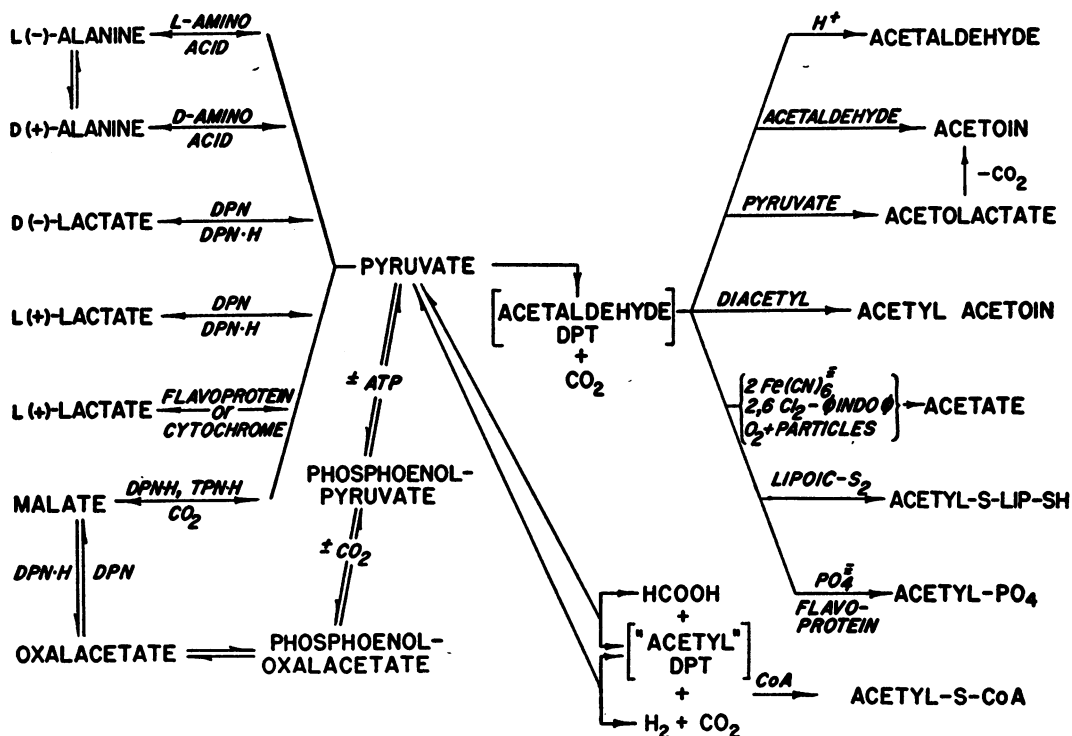 L(-)-ALANINE
L-AMINO
ACID
D(+)-ALANINE
D-AMINO
ACID
D(-)-LACTATE
DPN
DPN·H
L(+)-LACTATE
DPN
DPN·H
L(+)-LACTATE
FLAVOPROTEIN
or
CYTOCHROME
MALATE
DPN·H, TPN·H
CO2
DPN·H
DPN
OXALACETATE
PYRUVATE
± ATP
PHOSPHOENOL-
PYRUVATE
± CO2
PHOSPHOENOL-
OXALACETATE
[ACETALDEHYDE]
DPT
+
CO2
H+
ACETALDEHYDE
ACETALDEHYDE
ACETOIN
-CO2
PYRUVATE
ACETOLACTATE
DIACETYL
ACETYL ACETOIN
2 Fe(CN)6≡
2,6 Cl2-ϕINDOϕ
O2+PARTICLES
ACETATE
LIPOIC-S2
ACETYL-S-LIP-SH
PO4≡
FLAVO-
PROTEIN
ACETYL-PO4
HCOOH
+
["ACETYL"]
DPT
+
H2 + CO2
CoA
ACETYL-S-CoA